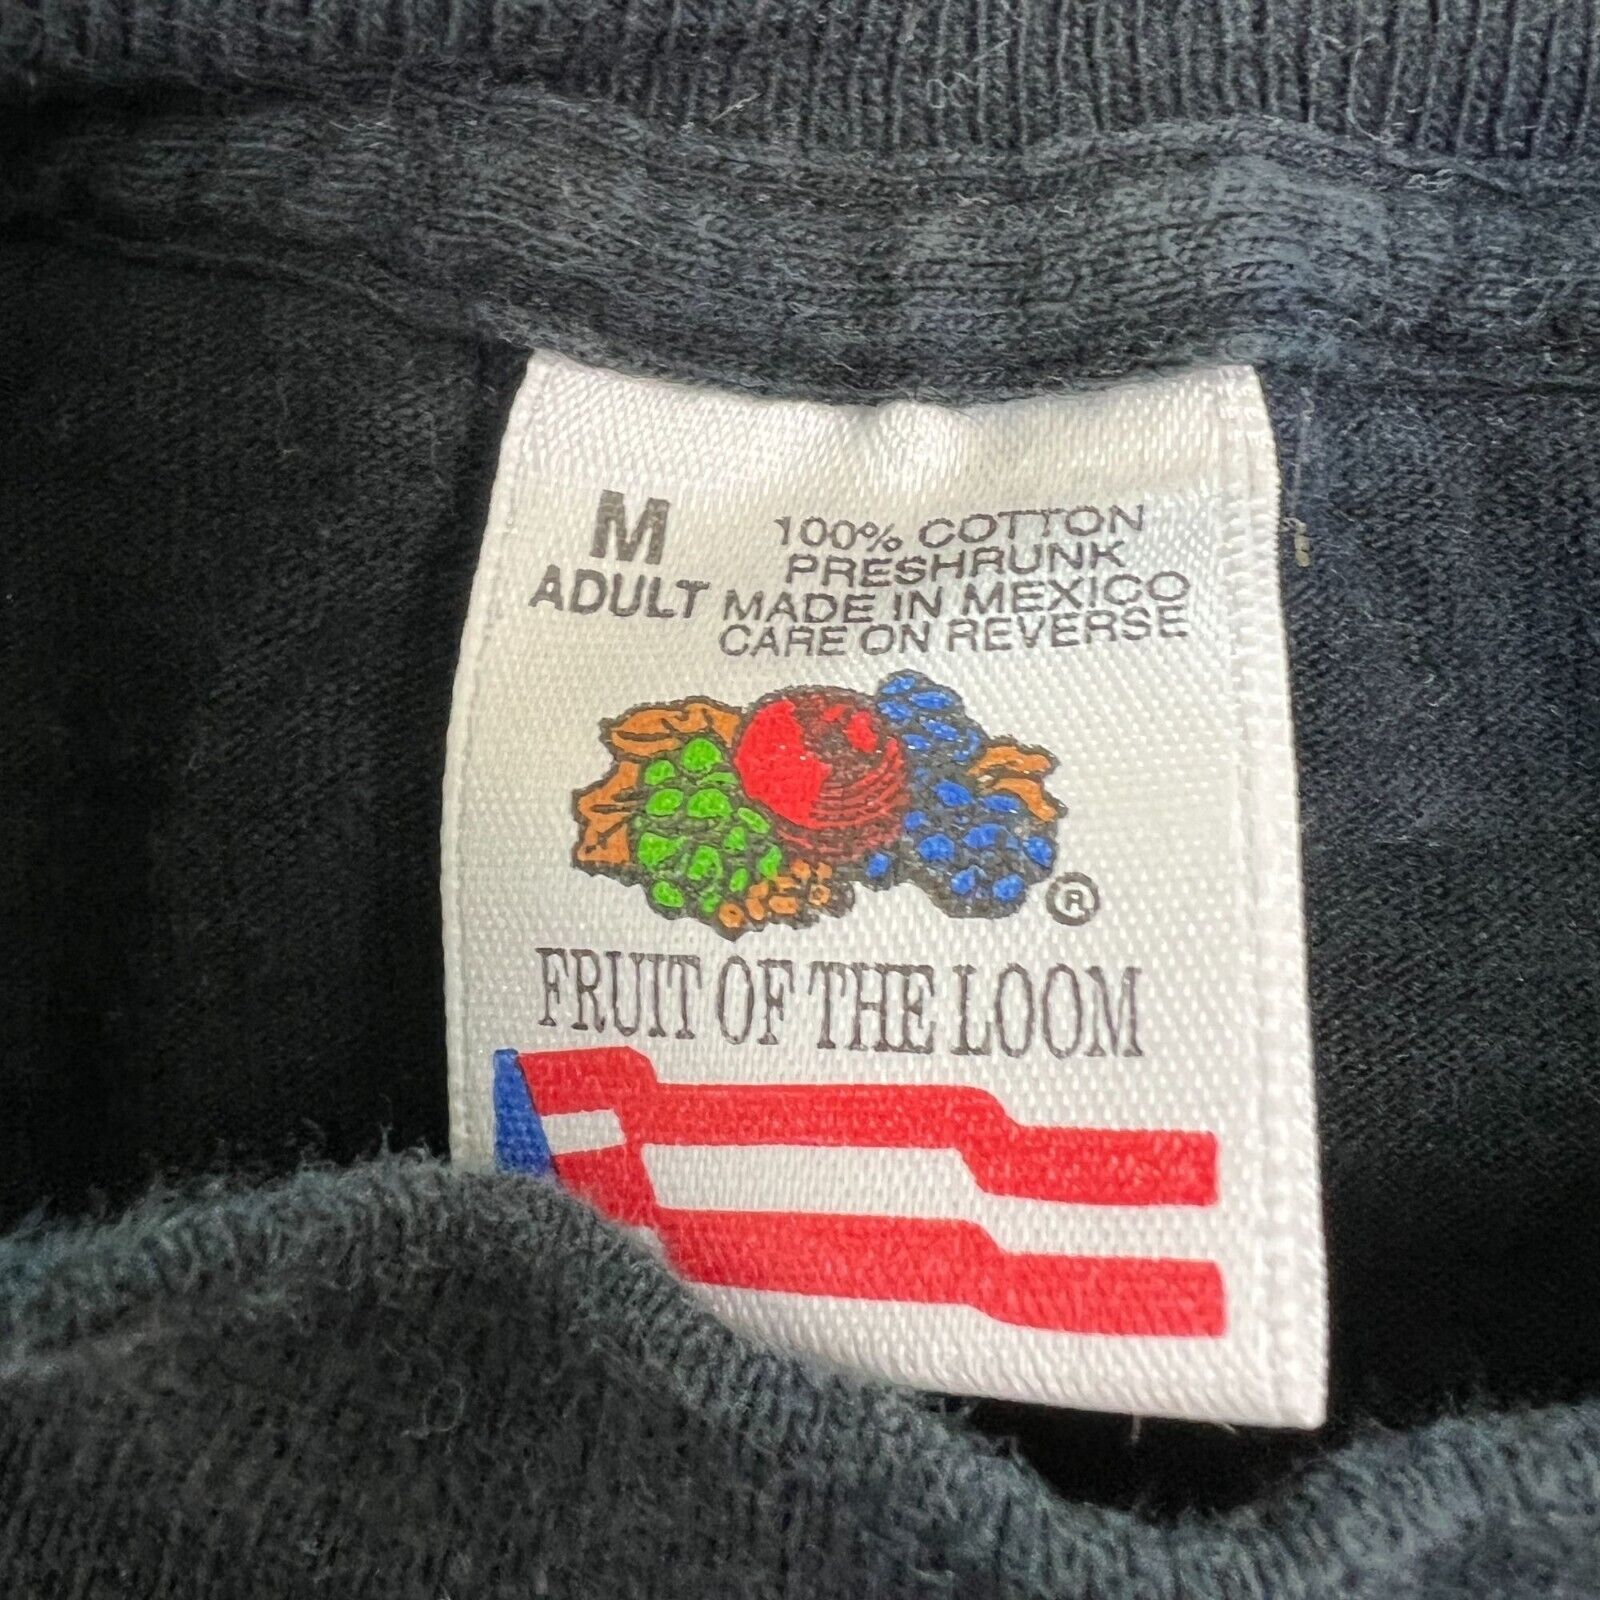 M
ADULT
100% COTTON
PRESHRUNK
MADE IN MEXICO
CARE ON REVERSE
®
FRUIT OF THE LOOM